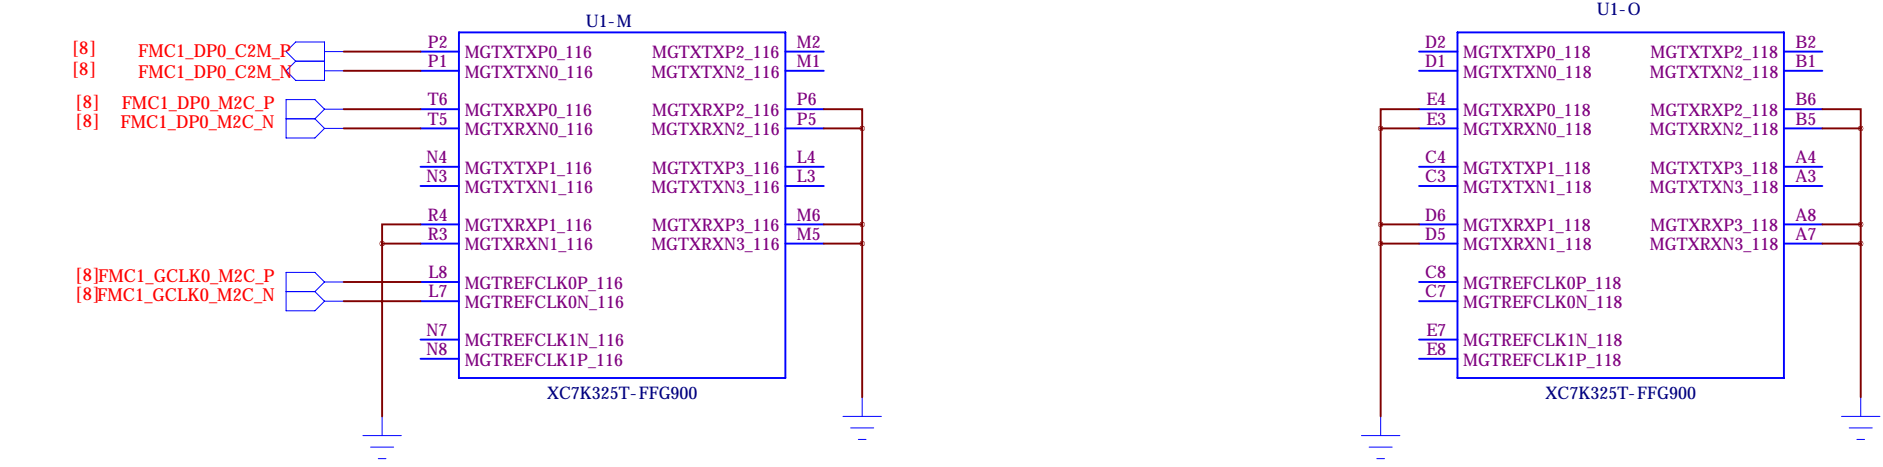 U1-M
[8] FMC1_DP0_C2M_P
[8] FMC1_DP0_C2M_N
[8] FMC1_DP0_M2C_P
[8] FMC1_DP0_M2C_N
[8]FMC1_GCLK0_M2C_P
[8]FMC1_GCLK0_M2C_N
P2 MGTXTXP0_116 MGTXTXP2_116 M2
P1 MGTXTXN0_116 MGTXTXN2_116 M1
T6 MGTXRXP0_116 MGTXRXP2_116 P6
T5 MGTXRXN0_116 MGTXRXN2_116 P5
N4 MGTXTXP1_116 MGTXTXP3_116 L4
N3 MGTXTXN1_116 MGTXTXN3_116 L3
R4 MGTXRXP1_116 MGTXRXP3_116 M6
R3 MGTXRXN1_116 MGTXRXN3_116 M5
L8 MGTREFCLK0P_116
L7 MGTREFCLK0N_116
N7 MGTREFCLK1N_116
N8 MGTREFCLK1P_116
XC7K325T-FFG900
U1-O
D2 MGTXTXP0_118 MGTXTXP2_118 B2
D1 MGTXTXN0_118 MGTXTXN2_118 B1
E4 MGTXRXP0_118 MGTXRXP2_118 B6
E3 MGTXRXN0_118 MGTXRXN2_118 B5
C4 MGTXTXP1_118 MGTXTXP3_118 A4
C3 MGTXTXN1_118 MGTXTXN3_118 A3
D6 MGTXRXP1_118 MGTXRXP3_118 A8
D5 MGTXRXN1_118 MGTXRXN3_118 A7
C8 MGTREFCLK0P_118
C7 MGTREFCLK0N_118
E7 MGTREFCLK1N_118
E8 MGTREFCLK1P_118
XC7K325T-FFG900